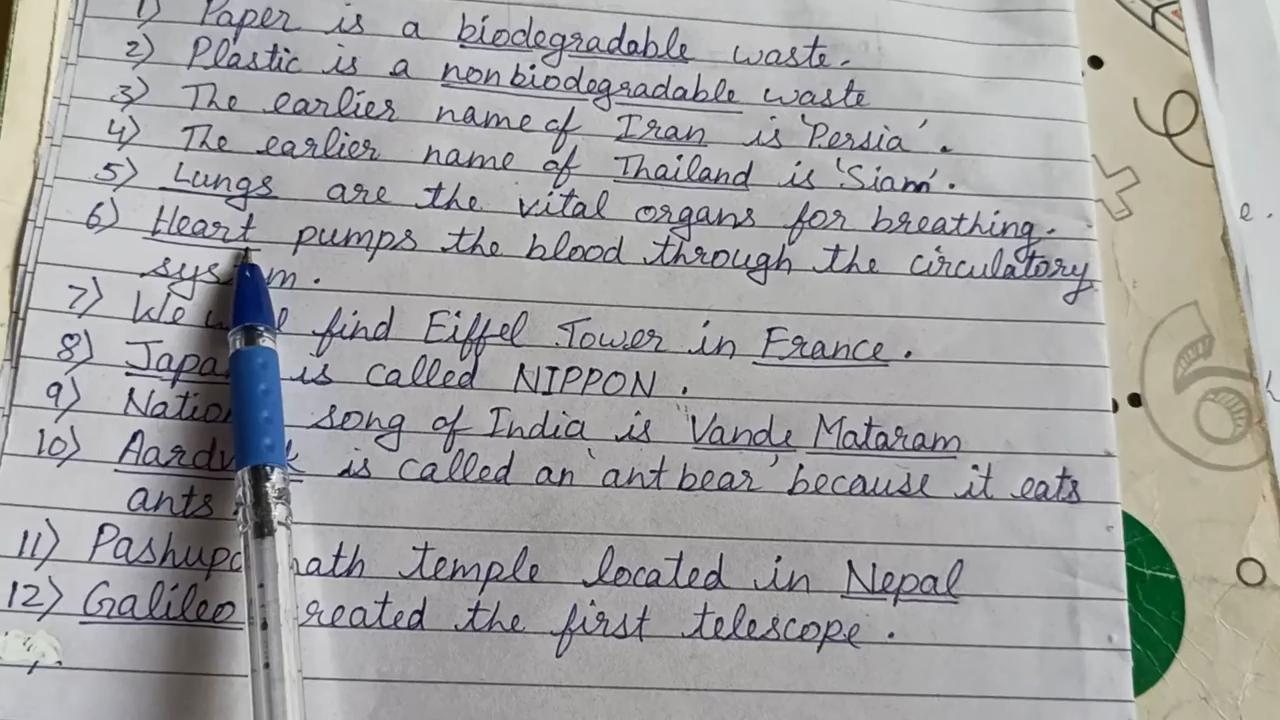 1) Paper is a biodegradable waste.
2) Plastic is a nonbiodegradable waste
3) The earlier name of Iran is 'Persia'.
4) The earlier name of Thailand is 'Siam'.
5) Lungs are the vital organs for breathing.
6) Heart pumps the blood through the circulatory
7) We find Eiffel Tower in France.
8) is called NIPPON.
9) song of India is Vande Mataram
10) is called an 'ant bear' because it eats
ants
11) temple located in Nepal
12) Galileo the first telescope.
6
e.